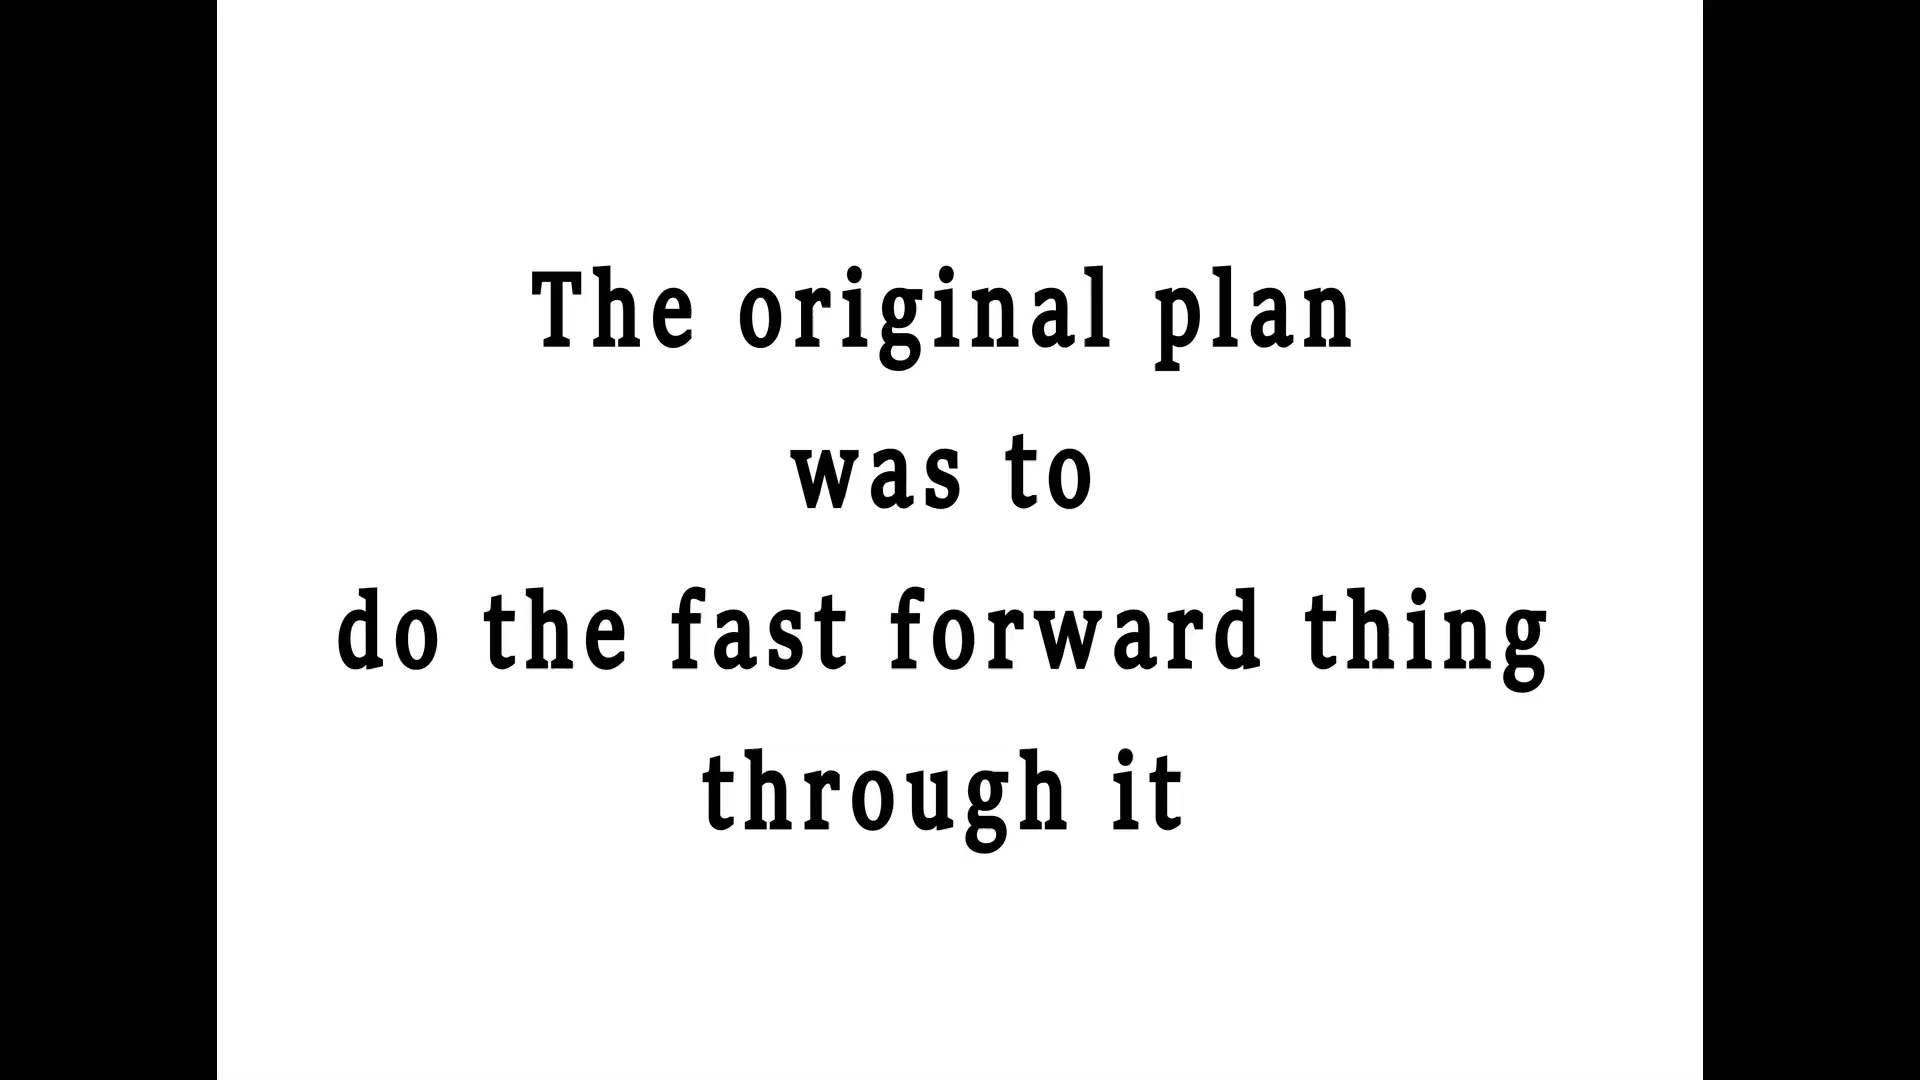 The original plan
was to
do the fast forward thing
through it